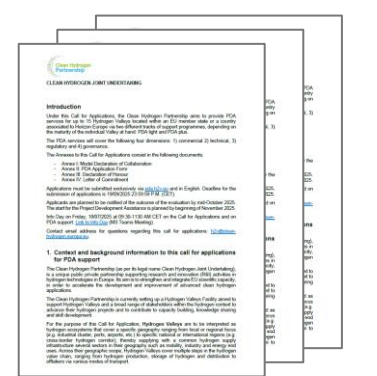 Clean Hydrogen
Partnership
CLEAN HYDROGEN JOINT UNDERTAKING
Introduction
Under this Call for Applications, the Clean Hydrogen Partnership aims to provide PDA
services for up to 15 Hydrogen Valleys located within an EU member state or a country
associated to Horizon Europe via two different tracks of support programmes, depending on
the maturity of the individual Valley at hand: PDA light and PDA plus.
The PDA services will cover the following four dimensions: 1) commercial 2) technical, 3)
regulatory and 4) governance.
The Annexes to this Call for Applications consist in the following documents:
- Annex I: Model Declaration of Collaboration
- Annex II: PDA Application Form
- Annex III: Declaration of Honour
- Annex IV: Letter of Commitment
Applications must be submitted exclusively via and in English. Deadline for the
submission of applications is 23:59:59 P.M. (CET).
Applicants are planned to be notified of the outcome of the evaluation by mid-October 2025.
The start for the Project Development Assistance is planned by beginning of November 2025.
Info Day on Friday, at 09:30-11:30 AM CET on the Call for Applications and on
PDA support. (MS Teams Meeting).
Contact email address for questions regarding this call for applications:
1. Context and background information to this call for applications
for PDA support
The Clean Hydrogen Partnership (as per its legal name Clean Hydrogen Joint Undertaking),
is a unique public private partnership supporting research and innovation (R&I) activities in
hydrogen technologies in Europe. Its aim is to strengthen and integrate EU scientific capacity,
in order to accelerate the development and improvement of advanced clean hydrogen
applications.
The Clean Hydrogen Partnership is currently setting up a Hydrogen Valleys Facility aimed to
support Hydrogen Valleys and a broad range of stakeholders within the hydrogen context to
advance their hydrogen projects and to contribute to capacity building, knowledge sharing
and skill development.
For the purpose of this Call for Application, Hydrogen Valleys are to be interpreted as
hydrogen ecosystems that cover a specific geography ranging from local or regional focus
(e.g. industrial cluster, ports, airports, etc.) to specific national or international regions (e.g.
cross-border hydrogen corridor), thereby supplying with a common hydrogen supply
infrastructure several sectors in their geography such as mobility, industry and energy end
uses. Across their geographic scope, Hydrogen Valleys cover multiple steps in the hydrogen
value chain, ranging from hydrogen production, storage of hydrogen and distribution to
offtakers via various modes of transport.